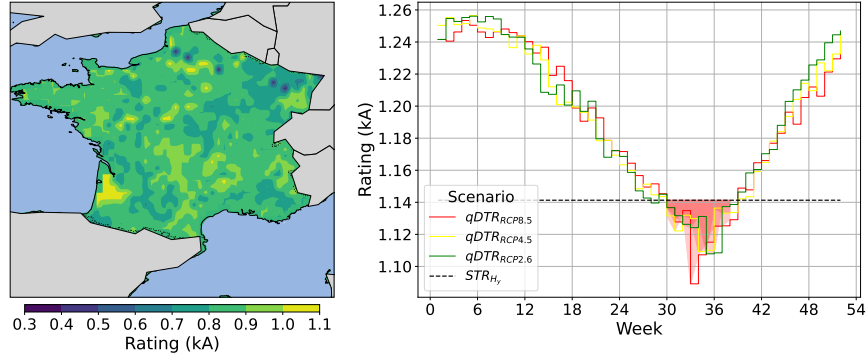 0.3 0.4 0.5 0.6 0.7 0.8 0.9 1.0 1.1
Rating (kA)
Rating (kA)
1.26
1.24
1.22
1.20
1.18
1.16
1.14
1.12
1.10
Scenario
qDTR_RCP8.5
qDTR_RCP4.5
qDTR_RCP2.6
STR_Hy
0 6 12 18 24 30 36 42 48 54
Week